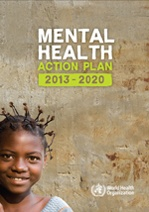 MENTAL
HEALTH
ACTION PLAN
2013 - 2020
World Health
Organization